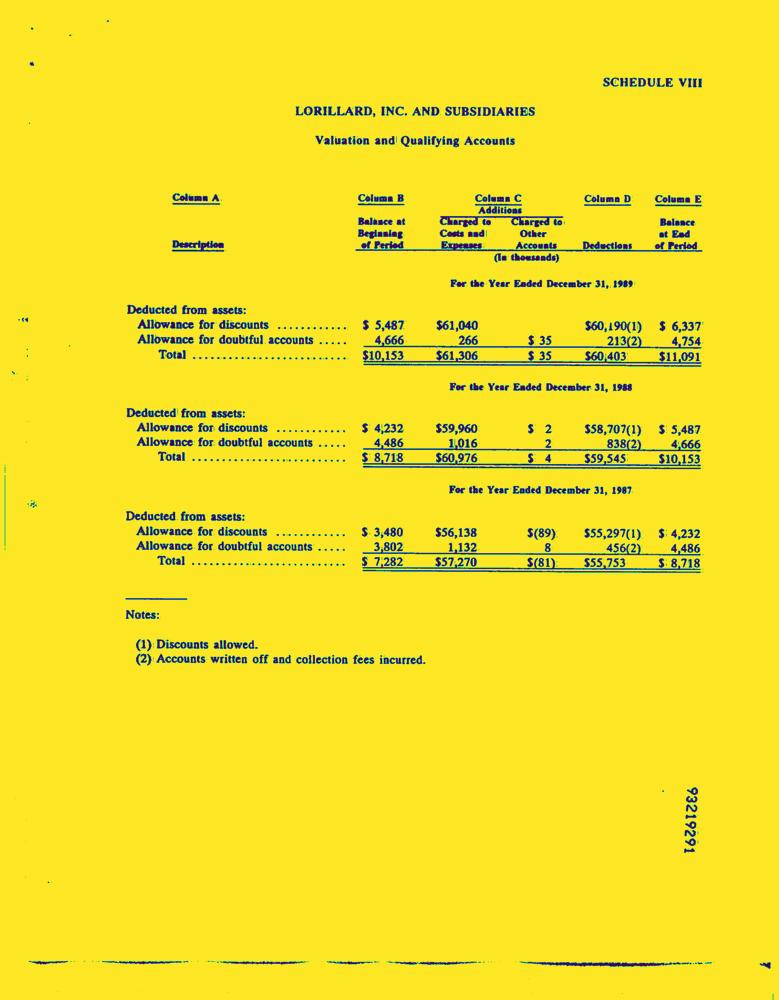 SCHEDULE VIII
LORILLARD, INC. AND SUBSIDIARIES
Valuation and Qualifying Accounts
Column A Column B Column C Column D Column E
Additions
Balance at Charged to Charged to Balance
Beginning Costs and Other at End
Description of Period Expenses Accounts Deductions of Period
(In thousands)
For the Year Ended December 31, 1989
Deducted from assets:
Allowance for discounts ............ $ 5,487 $61,040 $60,190(1) $ 6,337
Allowance for doubtful accounts ..... 4,666 266 $ 35 213(2) 4,754
Total .......................... $10,153 $61,306 $ 35 $60,403 $11,091
For the Year Ended December 31, 1988
Deducted from assets:
Allowance for discounts ............ $ 4,232 $59,960 $ 2 $58,707(1) $ 5,487
Allowance for doubtful accounts ..... 4,486 1,016 2 838(2) 4,666
Total .......................... $ 8,718 $60,976 $ 4 $59,545 $10,153
For the Year Ended December 31, 1987
Deducted from assets:
Allowance for discounts ............ $ 3,480 $56,138 $(89) $55,297(1) $ 4,232
Allowance for doubtful accounts ..... 3,802 1,132 8 456(2) 4,486
Total .......................... $ 7,282 $57,270 $(81) $55,753 $ 8,718
Notes:
(1) Discounts allowed.
(2) Accounts written off and collection fees incurred.
93219291